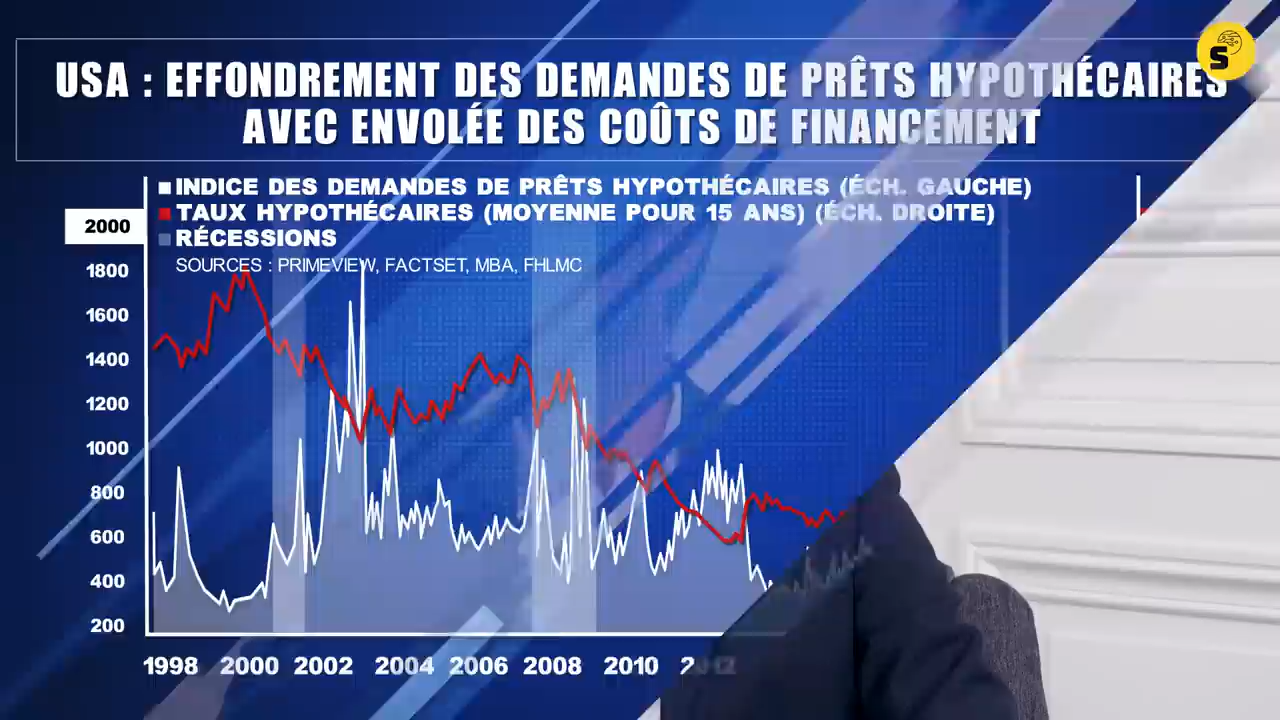 USA : EFFONDREMENT DES DEMANDES DE PRÊTS HYPOTHÉCAIRES
AVEC ENVOLÉE DES COÛTS DE FINANCEMENT
S
INDICE DES DEMANDES DE PRÊTS HYPOTHÉCAIRES (ÉCH. GAUCHE)
TAUX HYPOTHÉCAIRES (MOYENNE POUR 15 ANS) (ÉCH. DROITE)
RÉCESSIONS
SOURCES : PRIMEVIEW, FACTSET, MBA, FHLMC
2000
1800
1600
1400
1200
1000
800
600
400
200
1998 2000 2002 2004 2006 2008 2010 2012